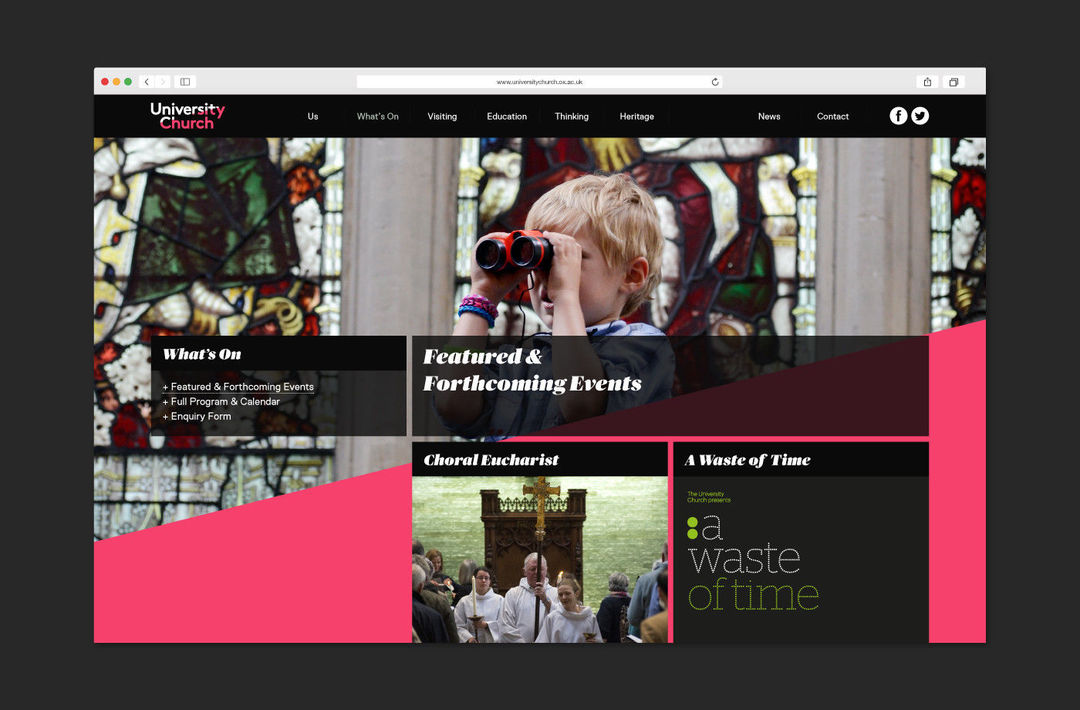 www.universitychurch.ox.ac.uk
University
Church
Us
What's On
Visiting
Education
Thinking
Heritage
News
Contact
What's On
+ Featured & Forthcoming Events
+ Full Program & Calendar
+ Enquiry Form
Featured &
Forthcoming Events
Choral Eucharist
A Waste of Time
The University
Church presents
:a
waste
of time